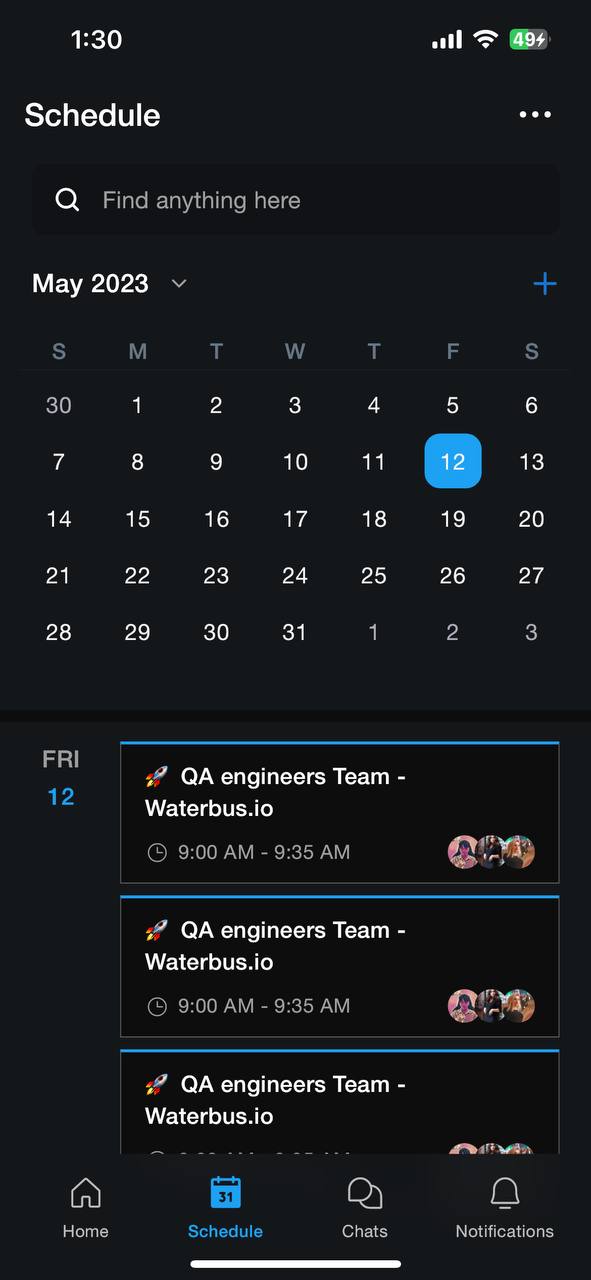 1:30
49
Schedule
Find anything here
May 2023
S M T W T F S
30 1 2 3 4 5 6
7 8 9 10 11 12 13
14 15 16 17 18 19 20
21 22 23 24 25 26 27
28 29 30 31 1 2 3
FRI
12
🚀 QA engineers Team -
Waterbus.io
9:00 AM - 9:35 AM
🚀 QA engineers Team -
Waterbus.io
9:00 AM - 9:35 AM
🚀 QA engineers Team -
Waterbus.io
31
Home Schedule Chats Notifications